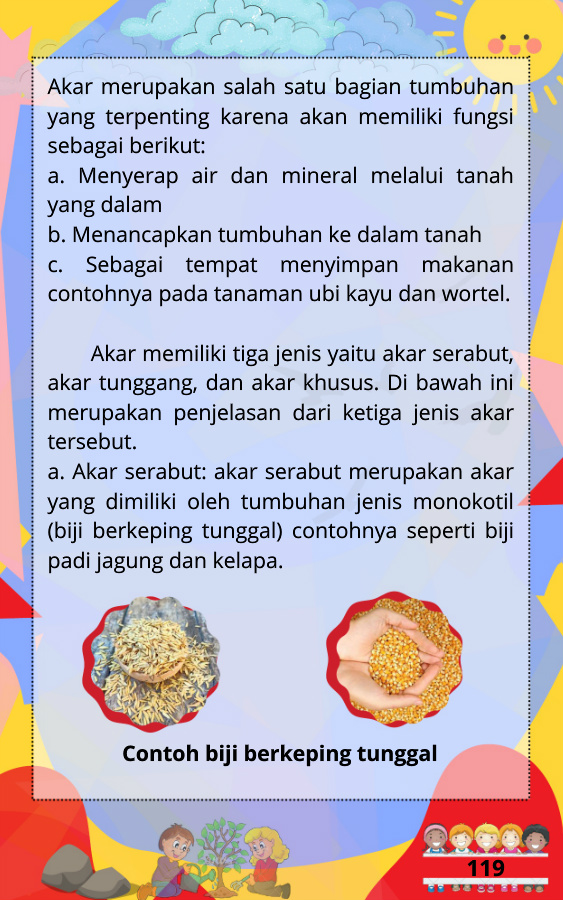 Akar merupakan salah satu bagian tumbuhan
yang terpenting karena akan memiliki fungsi
sebagai berikut:
a. Menyerap air dan mineral melalui tanah
yang dalam
b. Menancapkan tumbuhan ke dalam tanah
c. Sebagai tempat menyimpan makanan
contohnya pada tanaman ubi kayu dan wortel.
Akar memiliki tiga jenis yaitu akar serabut,
akar tunggang, dan akar khusus. Di bawah ini
merupakan penjelasan dari ketiga jenis akar
tersebut.
a. Akar serabut: akar serabut merupakan akar
yang dimiliki oleh tumbuhan jenis monokotil
(biji berkeping tunggal) contohnya seperti biji
padi jagung dan kelapa.
Contoh biji berkeping tunggal
119